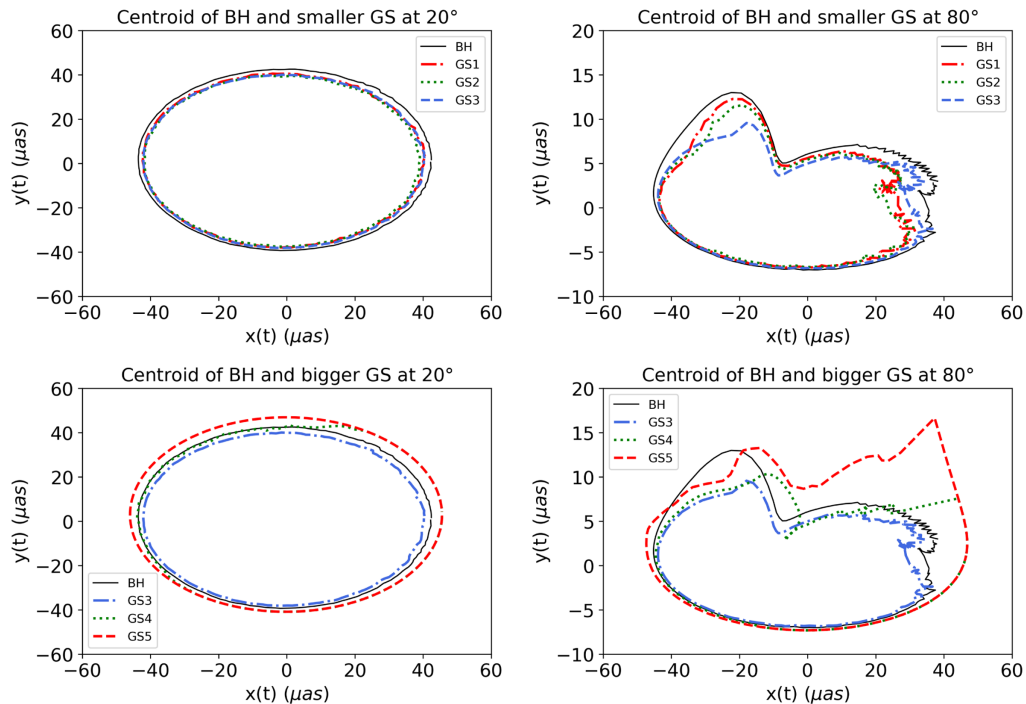 Centroid of BH and smaller GS at 20°
60
40
20
0
−20
−40
−60
−60 −40 −20 0 20 40 60
y(t) (μas)
x(t) (μas)
BH
GS1
GS2
GS3
Centroid of BH and smaller GS at 80°
20
15
10
5
0
−5
−10
−60 −40 −20 0 20 40 60
y(t) (μas)
x(t) (μas)
BH
GS1
GS2
GS3
Centroid of BH and bigger GS at 20°
60
40
20
0
−20
−40
−60
−60 −40 −20 0 20 40 60
y(t) (μas)
x(t) (μas)
BH
GS3
GS4
GS5
Centroid of BH and bigger GS at 80°
20
15
10
5
0
−5
−10
−60 −40 −20 0 20 40 60
y(t) (μas)
x(t) (μas)
BH
GS3
GS4
GS5